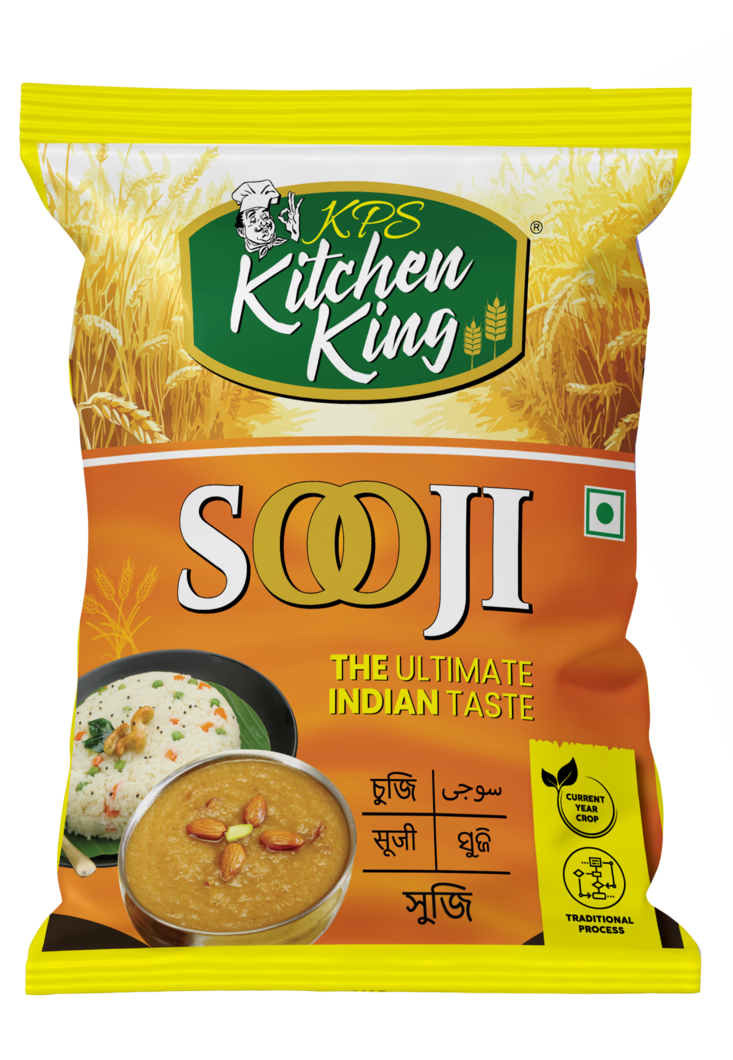 KPS
Kitchen
King
®
SOOJI
THE ULTIMATE
INDIAN TASTE
চুজি سوجی
सूजी ସୁଜି
সুজি
CURRENT
YEAR
CROP
TRADITIONAL
PROCESS